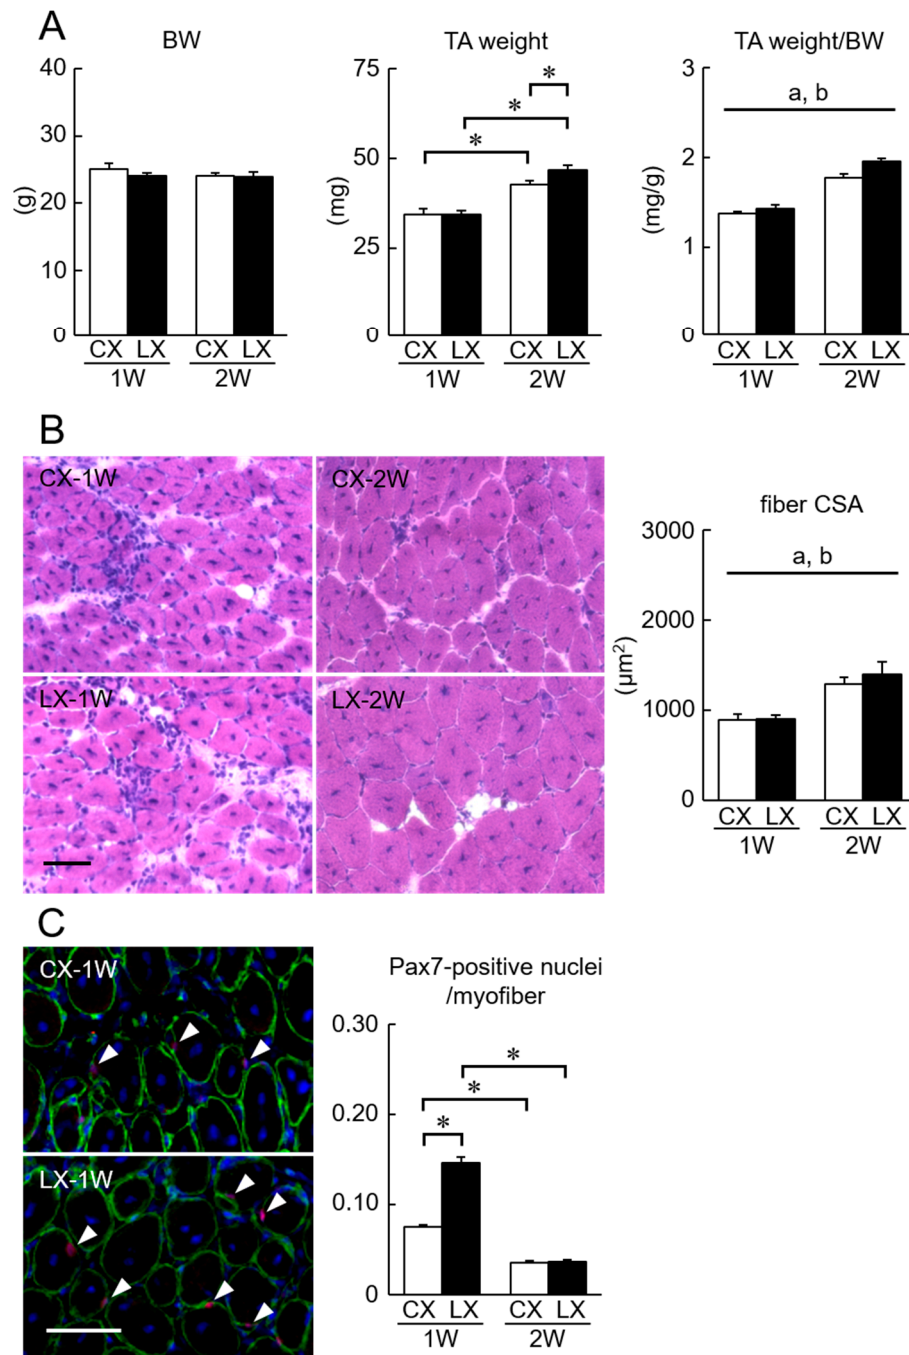 A
BW
TA weight
TA weight/BW
40
30
20
10
0
(g)
CX LX CX LX
1W 2W
75
50
25
0
(mg)
* * *
CX LX CX LX
1W 2W
3
2
1
0
(mg/g)
a, b
CX LX CX LX
1W 2W
B
CX-1W
CX-2W
LX-1W
LX-2W
fiber CSA
3000
2000
1000
0
(μm²)
a, b
CX LX CX LX
1W 2W
C
CX-1W
LX-1W
Pax7-positive nuclei
/myofiber
0.30
0.20
0.10
0
*
*
*
CX LX CX LX
1W 2W